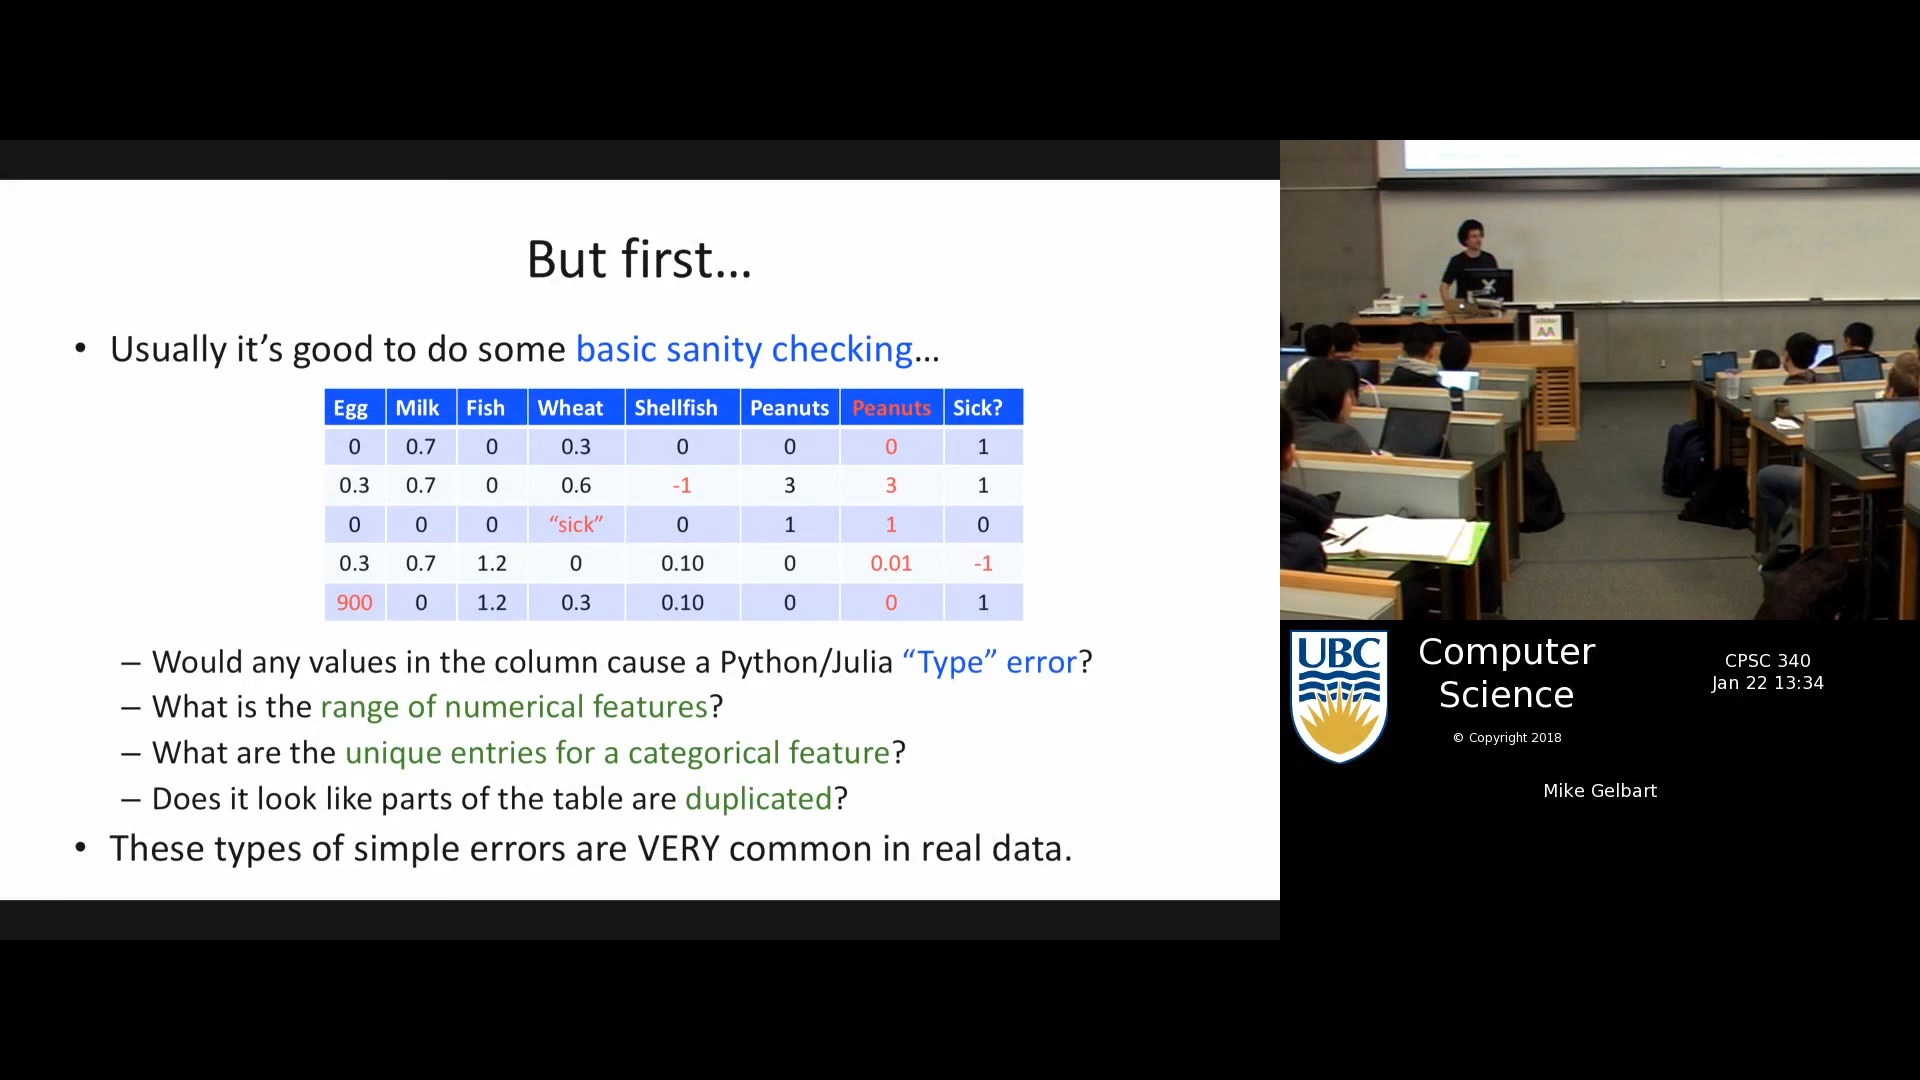 But first...
• Usually it’s good to do some basic sanity checking...
Egg Milk Fish Wheat Shellfish Peanuts Peanuts Sick?
0 0.7 0 0.3 0 0 0 1
0.3 0.7 0 0.6 -1 3 3 1
0 0 0 “sick” 0 1 1 0
0.3 0.7 1.2 0 0.10 0 0.01 -1
900 0 1.2 0.3 0.10 0 0 1
– Would any values in the column cause a Python/Julia “Type” error?
– What is the range of numerical features?
– What are the unique entries for a categorical feature?
– Does it look like parts of the table are duplicated?
• These types of simple errors are VERY common in real data.
UBC
Computer
Science
© Copyright 2018
CPSC 340
Jan 22 13:34
Mike Gelbart